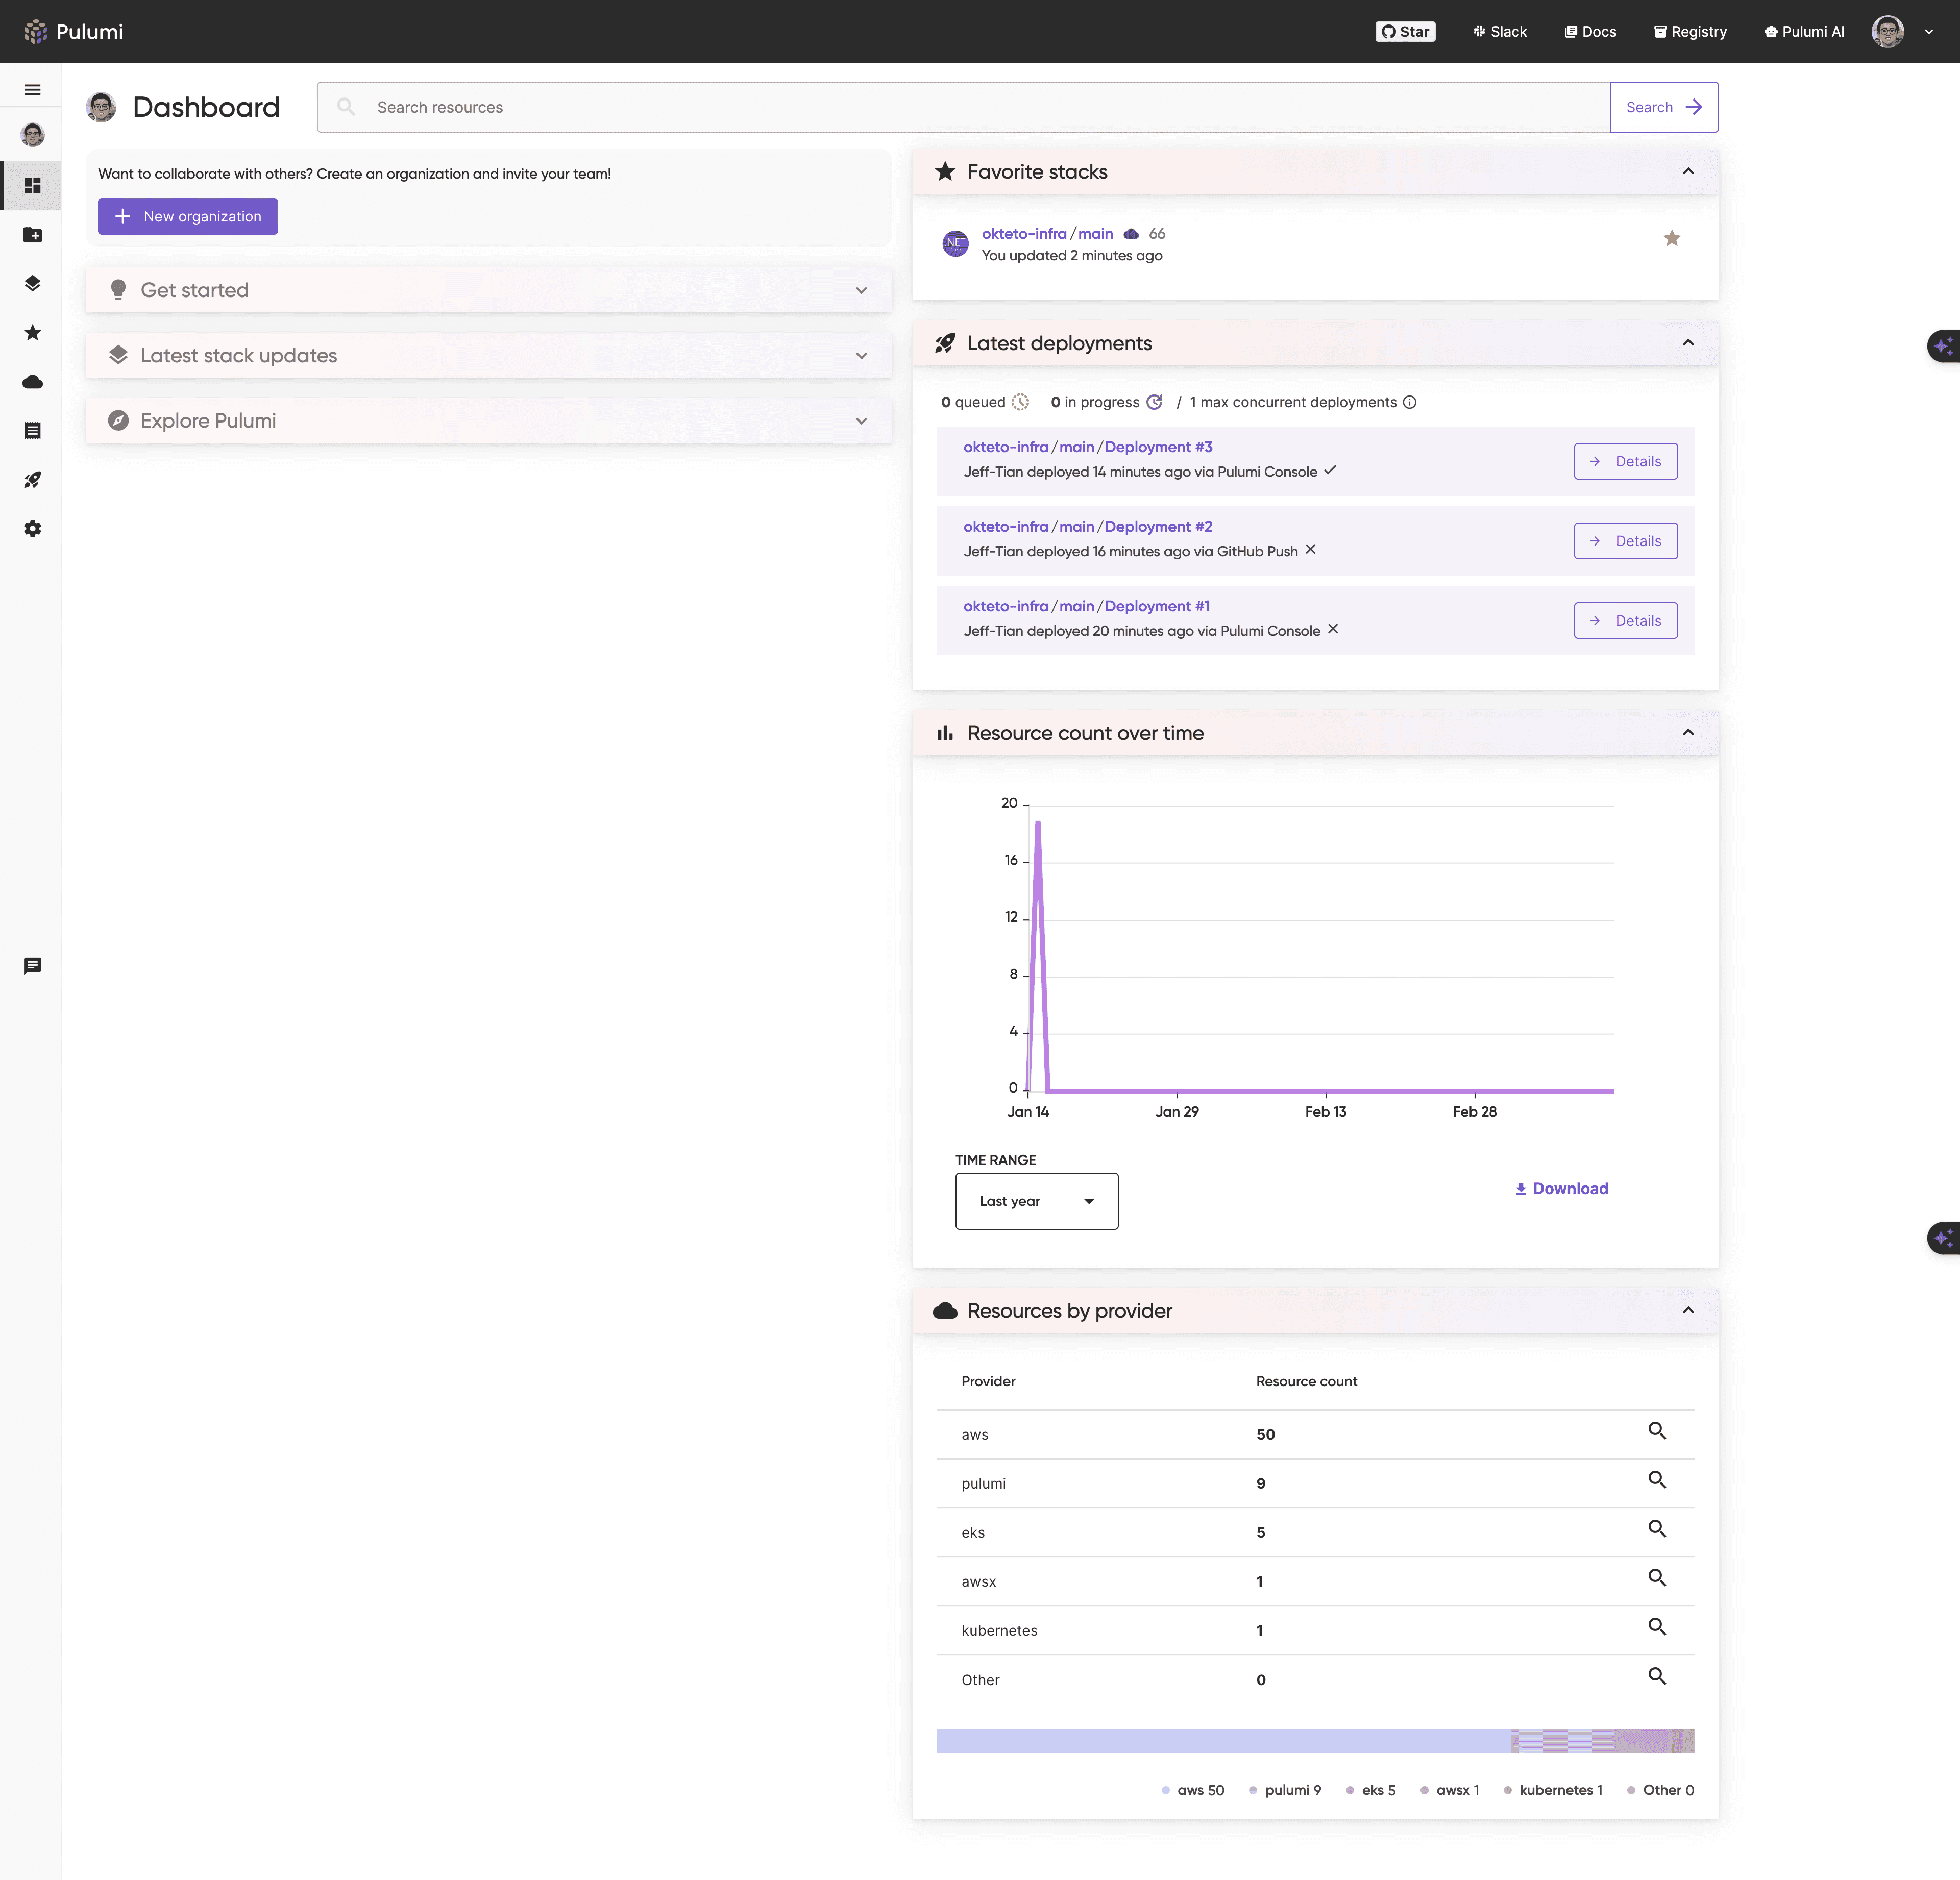 Pulumi
Star
Slack
Docs
Registry
Pulumi AI
Dashboard
Search resources
Search
Want to collaborate with others? Create an organization and invite your team!
New organization
Get started
Latest stack updates
Explore Pulumi
Favorite stacks
.NET
Core
okteto-infra/main 66
You updated 2 minutes ago
Latest deployments
0 queued 0 in progress / 1 max concurrent deployments
okteto-infra/main/Deployment #3
Jeff-Tian deployed 14 minutes ago via Pulumi Console
Details
okteto-infra/main/Deployment #2
Jeff-Tian deployed 16 minutes ago via GitHub Push
Details
okteto-infra/main/Deployment #1
Jeff-Tian deployed 20 minutes ago via Pulumi Console
Details
Resource count over time
20
16
12
8
4
0
Jan 14 Jan 29 Feb 13 Feb 28
TIME RANGE
Last year
Download
Resources by provider
Provider Resource count
aws 50
pulumi 9
eks 5
awsx 1
kubernetes 1
Other 0
aws 50 pulumi 9 eks 5 awsx 1 kubernetes 1 Other 0